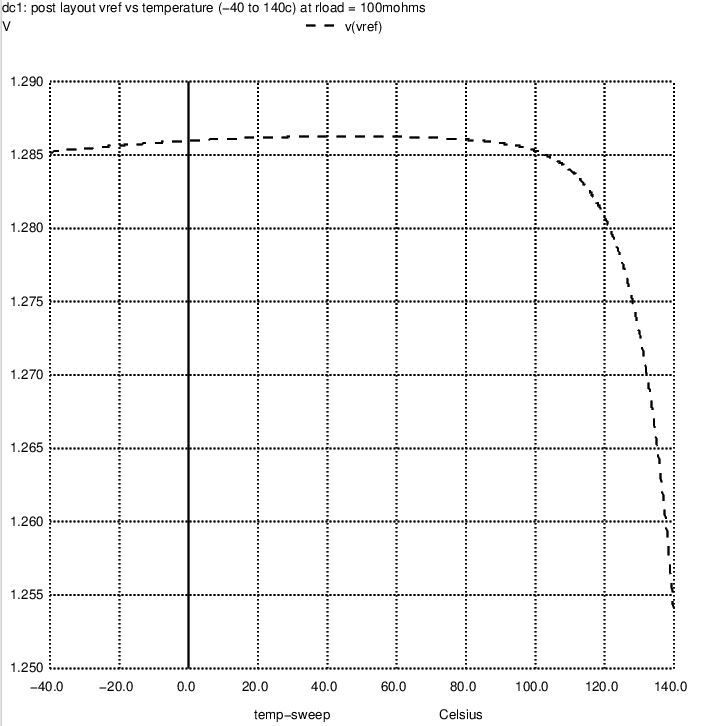 dc1: post layout vref vs temperature (−40 to 140c) at rload = 100mohms
V
v(vref)
1.290
1.285
1.280
1.275
1.270
1.265
1.260
1.255
1.250
−40.0 −20.0 0.0 20.0 40.0 60.0 80.0 100.0 120.0 140.0
temp−sweep Celsius